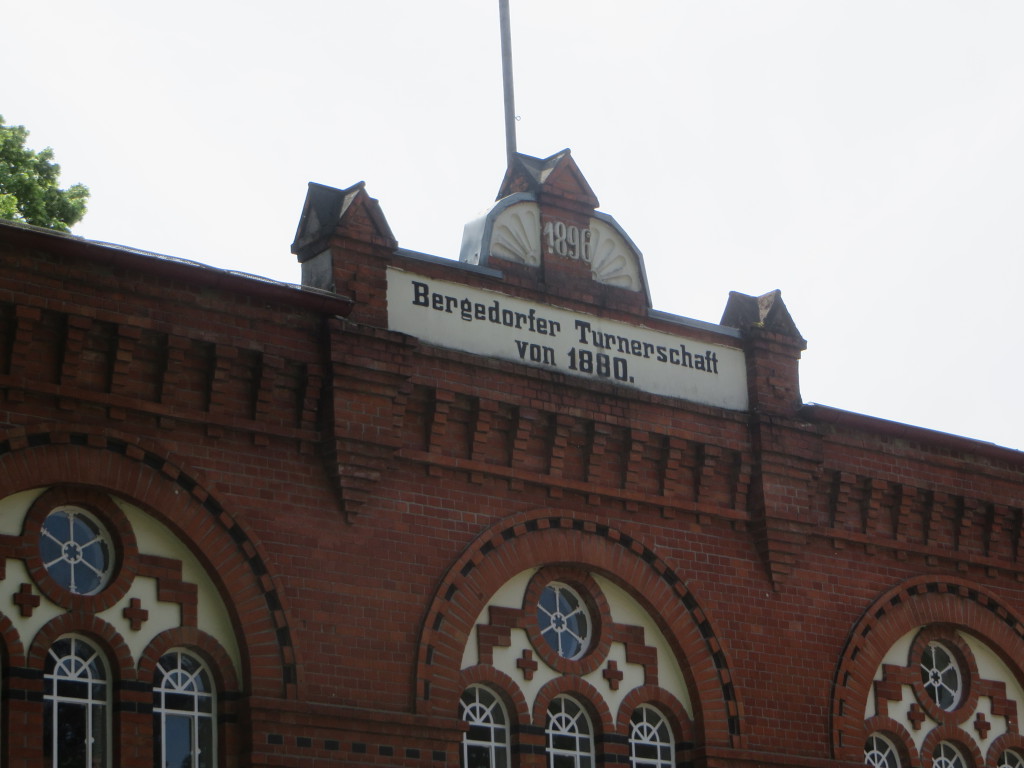 1896
Bergedorfer Turnerschaft
von 1880.